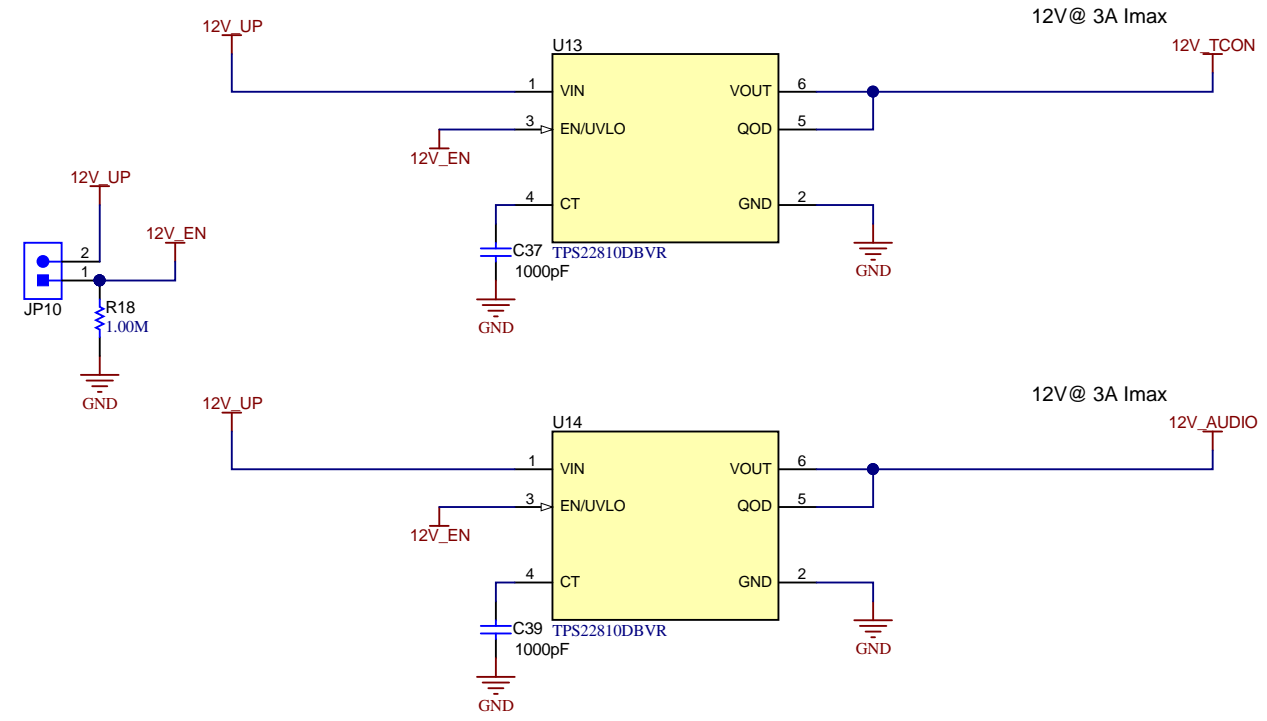 12V@ 3A Imax
12V_UP
U13
12V_TCON
1
VIN
VOUT
6
3
EN/UVLO
QOD
5
12V_EN
4
CT
GND
2
C37
1000pF
TPS22810DBVR
GND
GND
12V_UP
12V_EN
2
1
JP10
R18
1.00M
GND
12V@ 3A Imax
12V_UP
U14
12V_AUDIO
1
VIN
VOUT
6
3
EN/UVLO
QOD
5
12V_EN
4
CT
GND
2
C39
1000pF
TPS22810DBVR
GND
GND